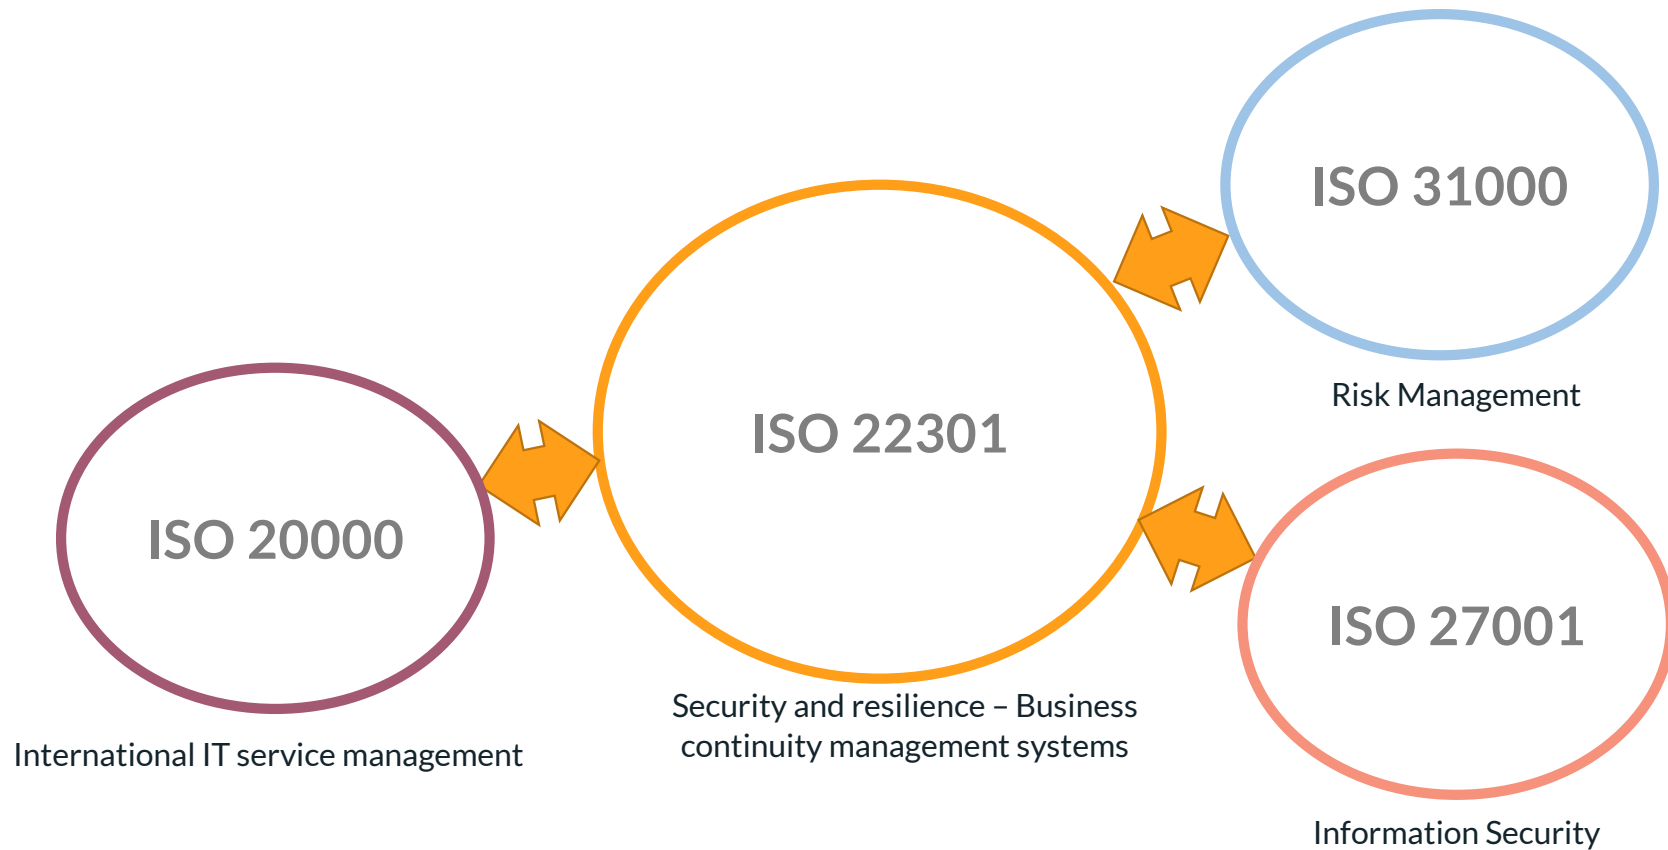 ISO 31000
Risk Management
ISO 22301
Security and resilience – Business
continuity management systems
ISO 20000
International IT service management
ISO 27001
Information Security